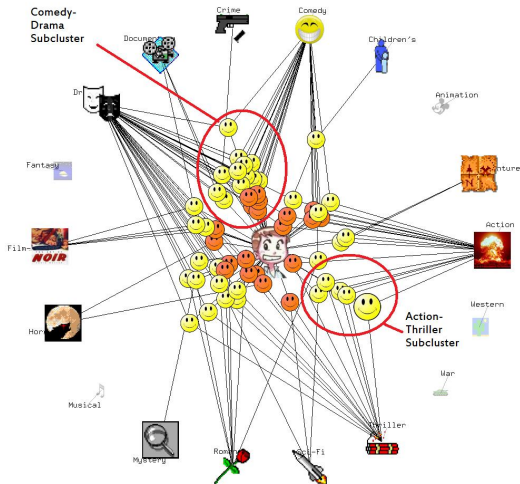 Comedy-
Drama
Subcluster
Crime
Comedy
Children's
Animation
Action
Western
War
Thriller
Sci-Fi
Mystery
Musical
Film-
NOIR
Fantasy
Action-
Thriller
Subcluster